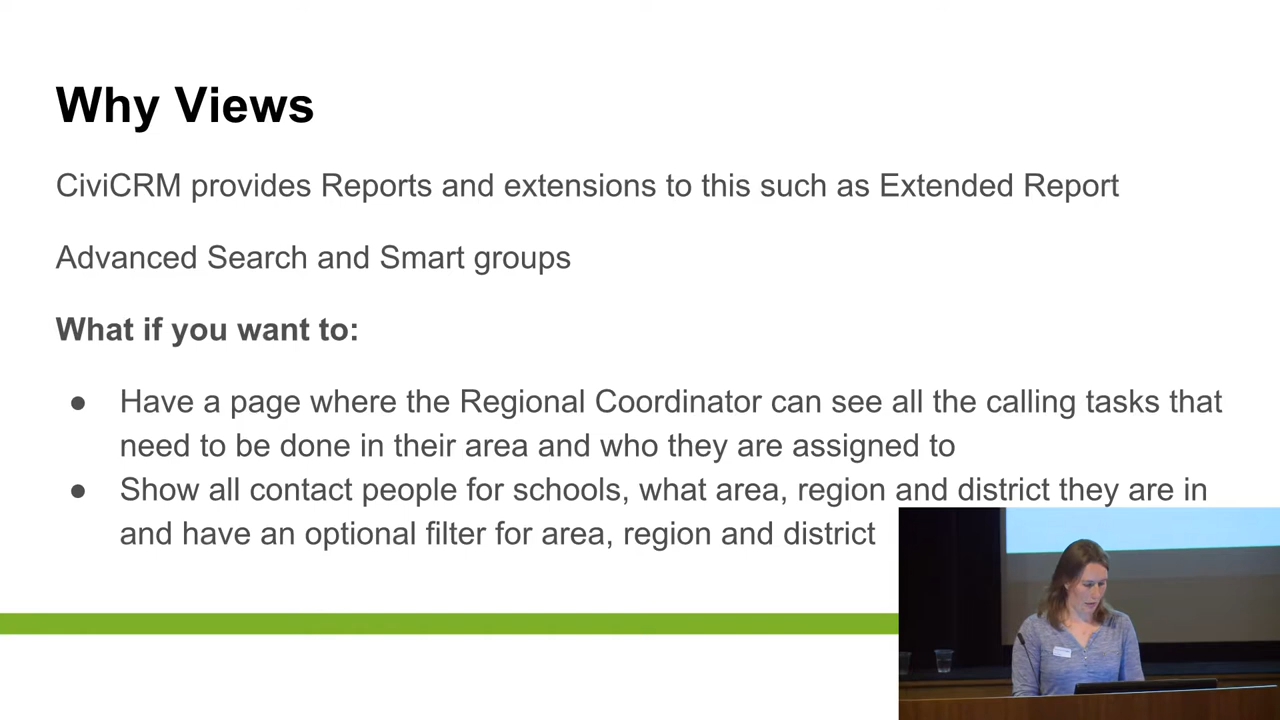 Why Views
CiviCRM provides Reports and extensions to this such as Extended Report
Advanced Search and Smart groups
What if you want to:
● Have a page where the Regional Coordinator can see all the calling tasks that
need to be done in their area and who they are assigned to
● Show all contact people for schools, what area, region and district they are in
and have an optional filter for area, region and district